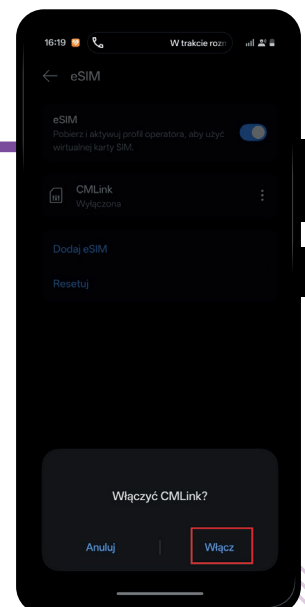 16:19 W trakcie rozn
eSIM
eSIM
Pobierz i aktywuj profil operatora, aby użyć
wirtualnej karty SIM.
CMLink
Wyłączona
Dodaj eSIM
Resetuj
Włączyć CMLink?
Anuluj Włącz